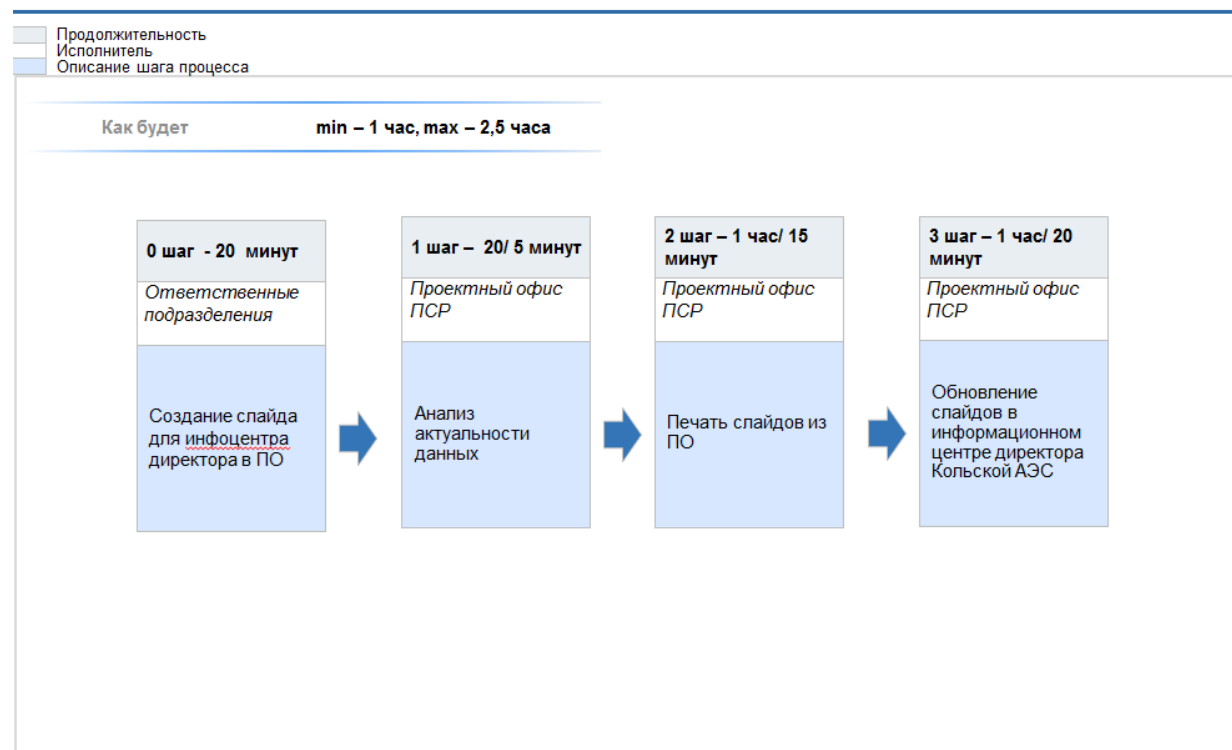 Продолжительность
Исполнитель
Описание шага процесса
Как будет min – 1 час, max – 2,5 часа
0 шаг - 20 минут
Ответственные
подразделения
Создание слайда
для инфоцентра
директора в ПО
1 шаг – 20/ 5 минут
Проектный офис
ПСР
Анализ
актуальности
данных
2 шаг – 1 час/ 15
минут
Проектный офис
ПСР
Печать слайдов из
ПО
3 шаг – 1 час/ 20
минут
Проектный офис
ПСР
Обновление
слайдов в
информационном
центре директора
Кольской АЭС